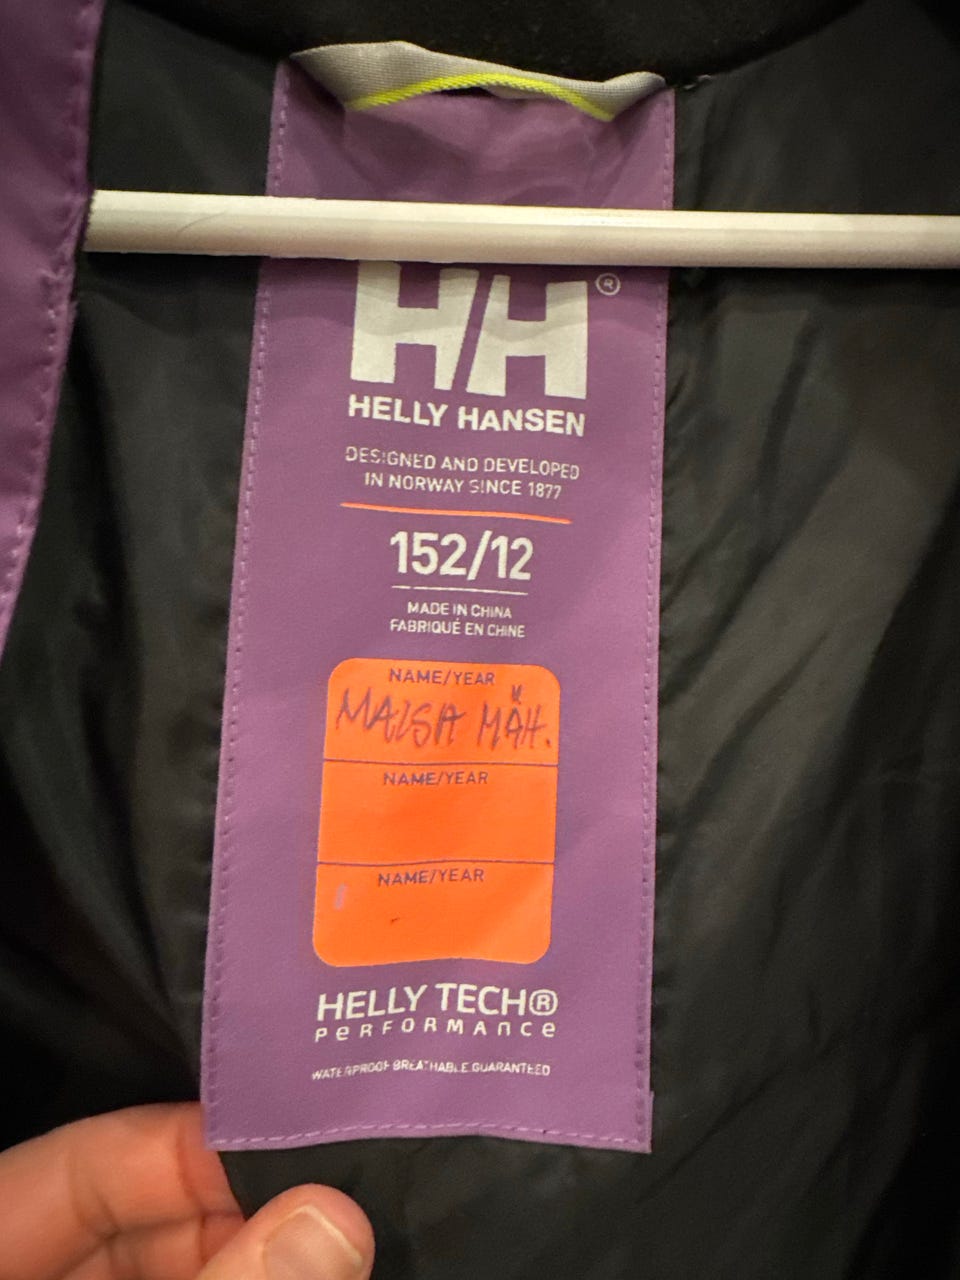 HH®
HELLY HANSEN
DESIGNED AND DEVELOPED
IN NORWAY SINCE 1877
152/12
MADE IN CHINA
FABRIQUÉ EN CHINE
NAME/YEAR
NAME/YEAR
NAME/YEAR
HELLY TECH®
PERFORMANCE
WATERPROOF BREATHABLE GUARANTEED